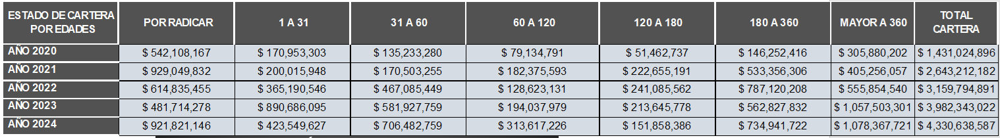 ESTADO DE CARTERA POR EDADES POR RADICAR 1 A 31 31 A 60 60 A 120 120 A 180 180 A 360 MAYOR A 360 TOTAL CARTERA
AÑO 2020 $ 542,108,167 $ 170,953,303 $ 135,233,280 $ 79,134,791 $ 51,462,737 $ 146,252,416 $ 305,880,202 $ 1,431,024,896
AÑO 2021 $ 929,049,832 $ 200,015,948 $ 170,503,255 $ 182,375,593 $ 222,655,191 $ 533,356,306 $ 405,256,057 $ 2,643,212,182
AÑO 2022 $ 614,835,455 $ 365,190,546 $ 467,085,449 $ 128,623,131 $ 241,085,562 $ 787,120,208 $ 555,854,540 $ 3,159,794,891
AÑO 2023 $ 481,714,278 $ 890,686,095 $ 581,927,759 $ 194,037,979 $ 213,645,778 $ 562,827,832 $ 1,057,503,301 $ 3,982,343,022
AÑO 2024 $ 921,821,146 $ 423,549,627 $ 706,482,759 $ 313,617,226 $ 151,858,386 $ 734,941,722 $ 1,078,367,721 $ 4,330,638,587